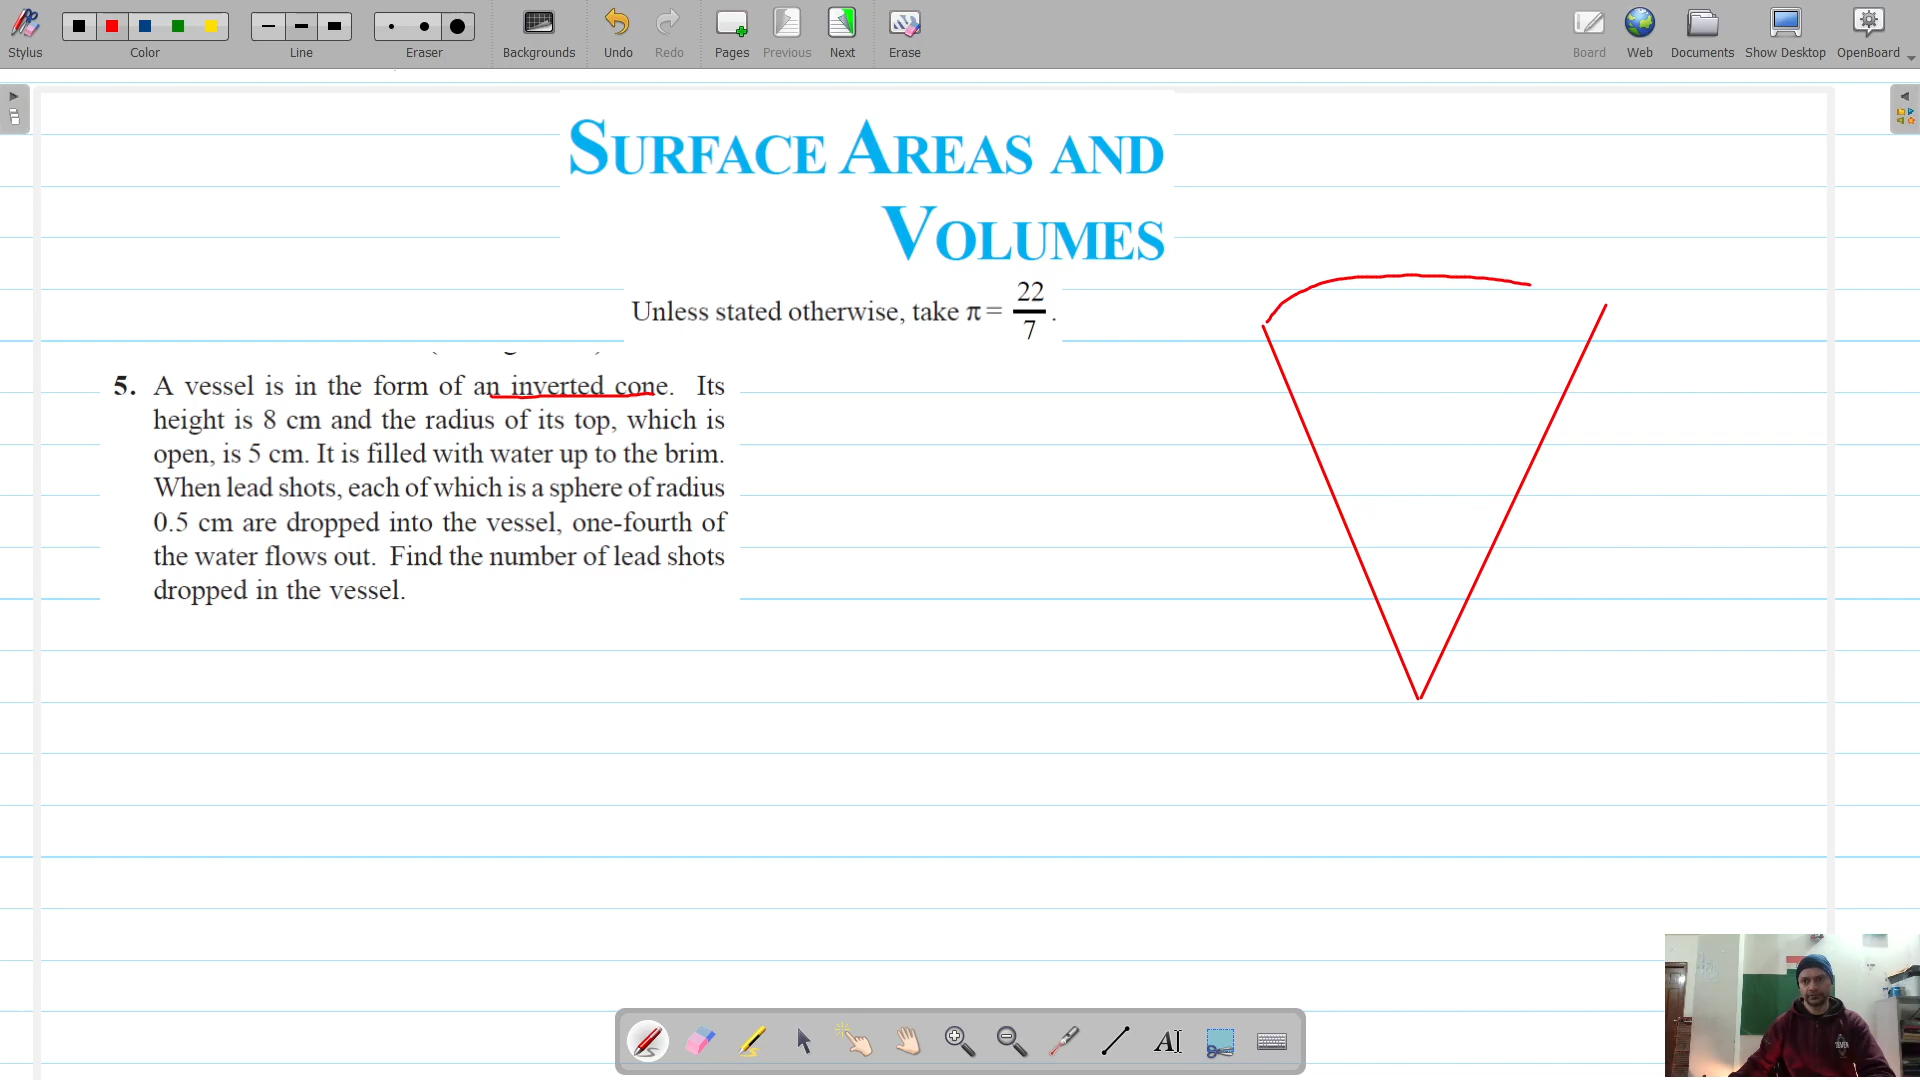 Stylus
Color
Line
Eraser
Backgrounds
Undo
Redo
Pages
Previous
Next
Erase
Board
Web
Documents
Show Desktop
OpenBoard
SURFACE AREAS AND
VOLUMES
Unless stated otherwise, take π = 22/7.
5. A vessel is in the form of an inverted cone. Its
height is 8 cm and the radius of its top, which is
open, is 5 cm. It is filled with water up to the brim.
When lead shots, each of which is a sphere of radius
0.5 cm are dropped into the vessel, one-fourth of
the water flows out. Find the number of lead shots
dropped in the vessel.